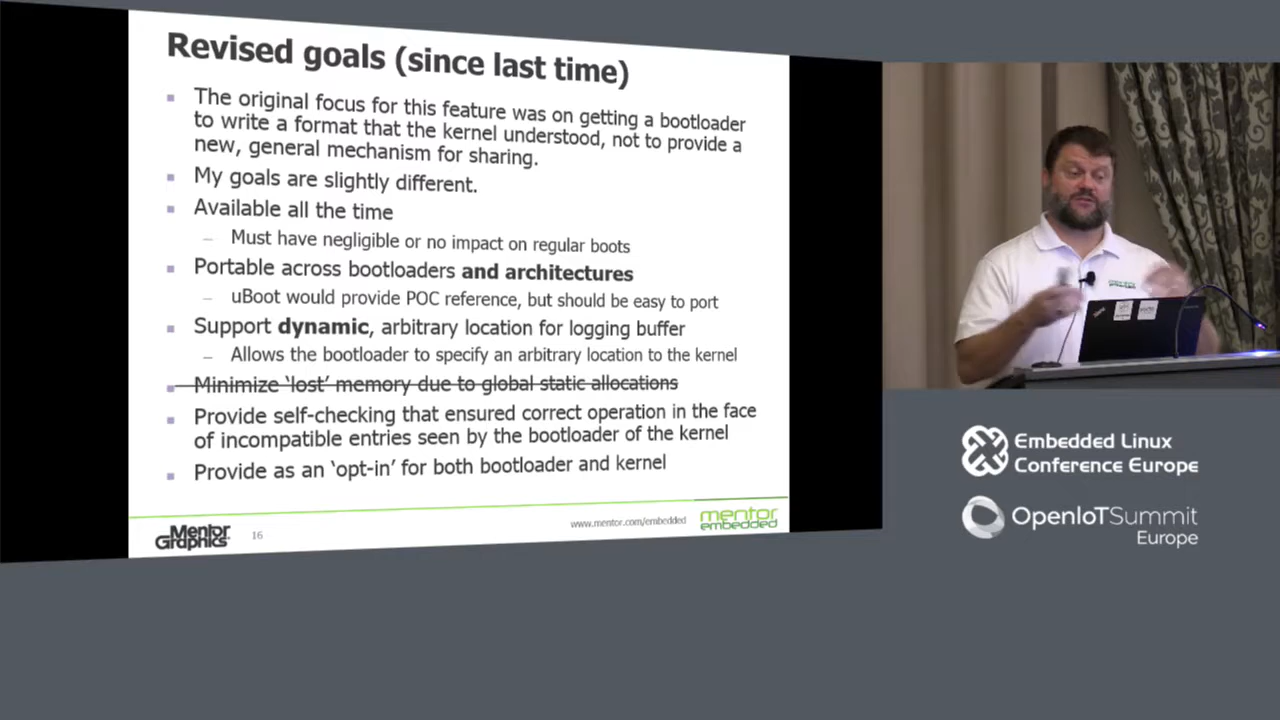 Revised goals (since last time)
The original focus for this feature was on getting a bootloader
to write a format that the kernel understood, not to provide a
new, general mechanism for sharing.
My goals are slightly different.
Available all the time
– Must have negligible or no impact on regular boots
Portable across bootloaders and architectures
– uBoot would provide POC reference, but should be easy to port
Support dynamic, arbitrary location for logging buffer
– Allows the bootloader to specify an arbitrary location to the kernel
Minimize ‘lost’ memory due to global static allocations
Provide self-checking that ensured correct operation in the face
of incompatible entries seen by the bootloader of the kernel
Provide as an ‘opt-in’ for both bootloader and kernel
Mentor
Graphics
16
www.mentor.com/embedded
mentor
embedded
Embedded Linux
Conference Europe
OpenIoTSummit
Europe